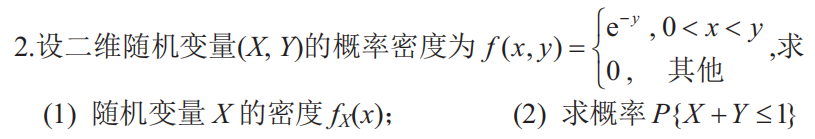 2.设二维随机变量(X, Y)的概率密度为 f(x,y)={e^{-y}, 0<x<y; 0, 其他 ,求
(1) 随机变量 X 的密度 f_X(x); (2) 求概率 P{X+Y≤1}